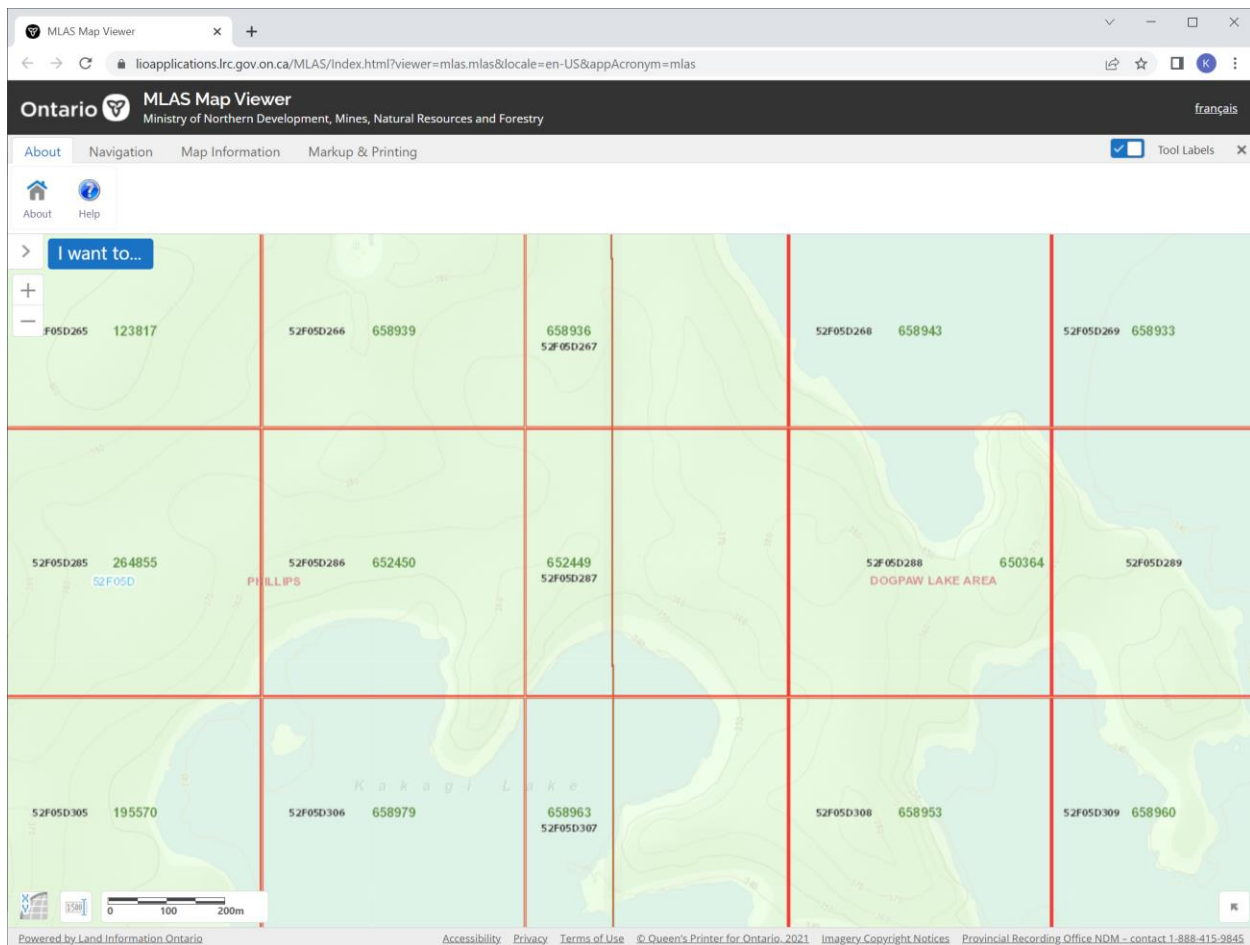 MLAS Map Viewer
lioapplications.lrc.gov.on.ca/MLAS/Index.html?viewer=mlas.mlas&locale=en-US&appAcronym=mlas
K
Ontario
MLAS Map Viewer
Ministry of Northern Development, Mines, Natural Resources and Forestry
français
About Navigation Map Information Markup & Printing Tool Labels
About Help
I want to...
F05D265 123817 52F05D266 658939 658936 52F05D268 658943 52F05D269 658933
52F05D267
52F05D285 264855 52F05D286 652450 652449 52F05D288 650364 52F05D289
52F05D PHILLIPS 52F05D287 DOGPAW LAKE AREA
Kakagi Lake
52F05D305 195570 52F05D306 658979 658963 52F05D308 658953 52F05D309 658960
52F05D307
0 100 200m
Powered by Land Information Ontario Accessibility Privacy Terms of Use © Queen's Printer for Ontario, 2021 Imagery Copyright Notices Provincial Recording Office NDM – contact 1-888-415-9845